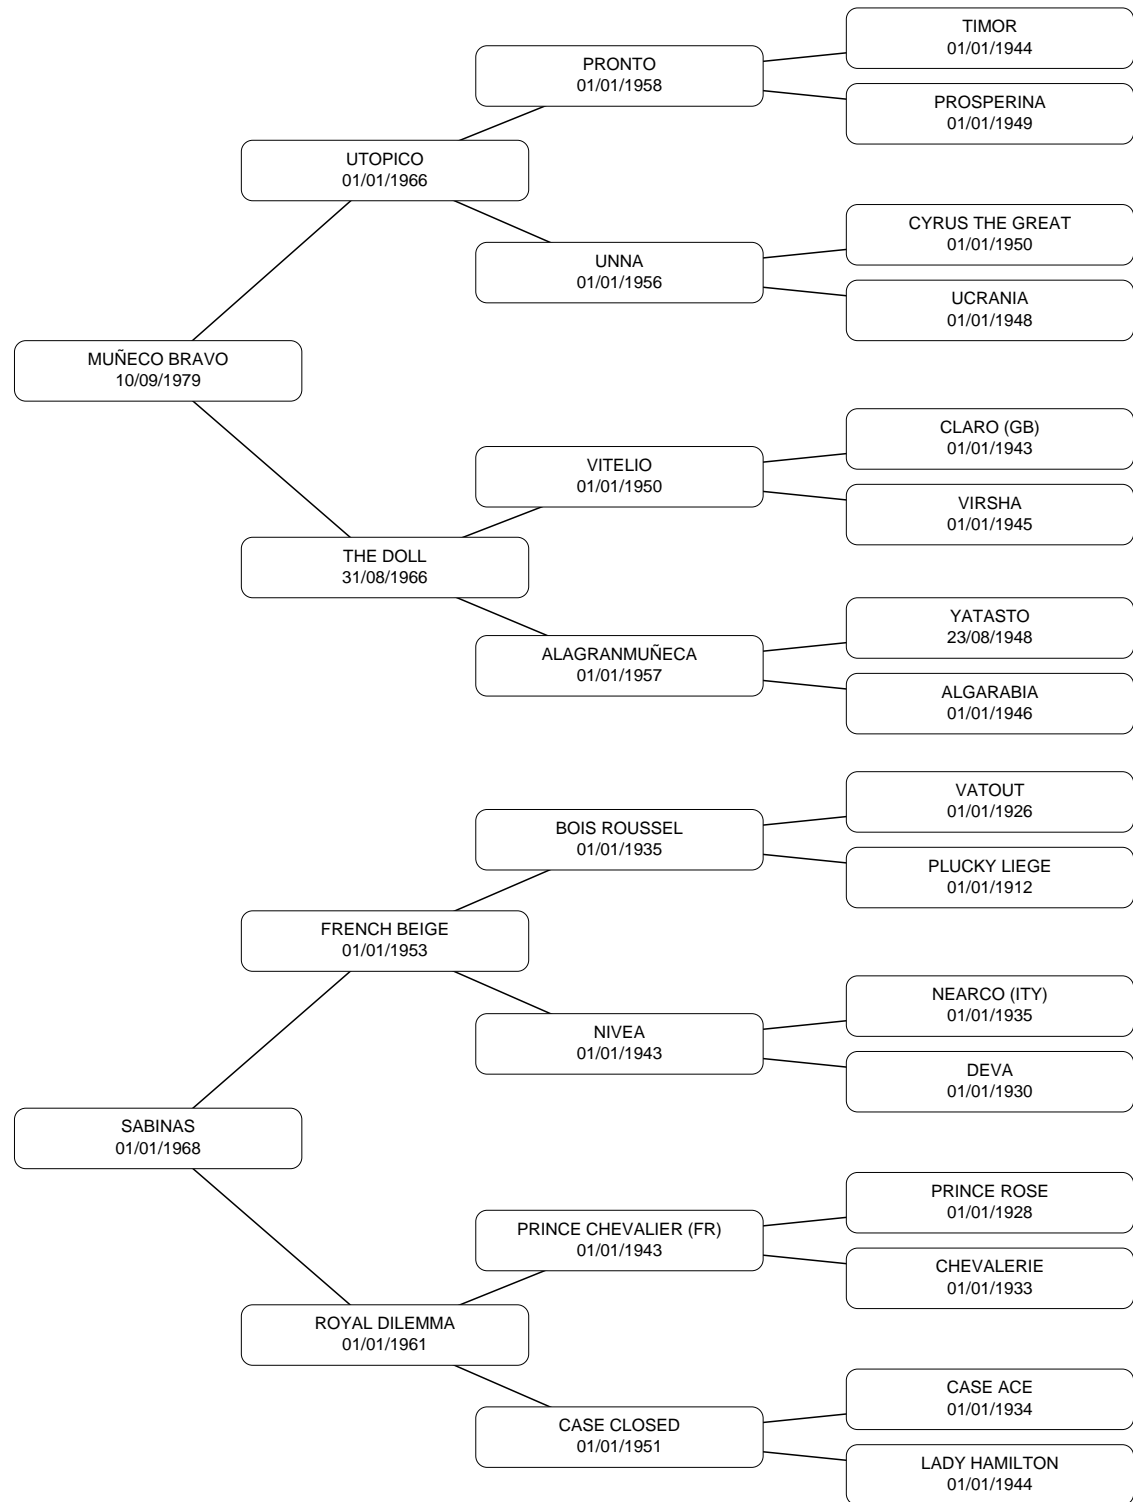 TIMOR
01/01/1944
PRONTO
01/01/1958
PROSPERINA
01/01/1949
UTOPICO
01/01/1966
CYRUS THE GREAT
01/01/1950
UNNA
01/01/1956
UCRANIA
01/01/1948
MUÑECO BRAVO
10/09/1979
CLARO (GB)
01/01/1943
VITELIO
01/01/1950
VIRSHA
01/01/1945
THE DOLL
31/08/1966
YATASTO
23/08/1948
ALAGRANMUÑECA
01/01/1957
ALGARABIA
01/01/1946
VATOUT
01/01/1926
BOIS ROUSSEL
01/01/1935
PLUCKY LIEGE
01/01/1912
FRENCH BEIGE
01/01/1953
NEARCO (ITY)
01/01/1935
NIVEA
01/01/1943
DEVA
01/01/1930
SABINAS
01/01/1968
PRINCE ROSE
01/01/1928
PRINCE CHEVALIER (FR)
01/01/1943
CHEVALERIE
01/01/1933
ROYAL DILEMMA
01/01/1961
CASE ACE
01/01/1934
CASE CLOSED
01/01/1951
LADY HAMILTON
01/01/1944